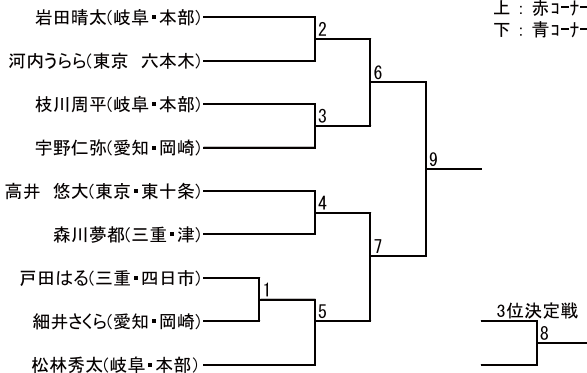 上：赤コーナー
下：青コーナー
岩田晴太(岐阜・本部)
2
河内うらら(東京　六本木)
6
枝川周平(岐阜・本部)
3
宇野仁弥(愛知・岡崎)
9
高井　悠大(東京・東十条)
4
森川夢都(三重・津)
7
戸田はる(三重・四日市)
1
細井さくら(愛知・岡崎)
5
松林秀太(岐阜・本部)
3位決定戦
8